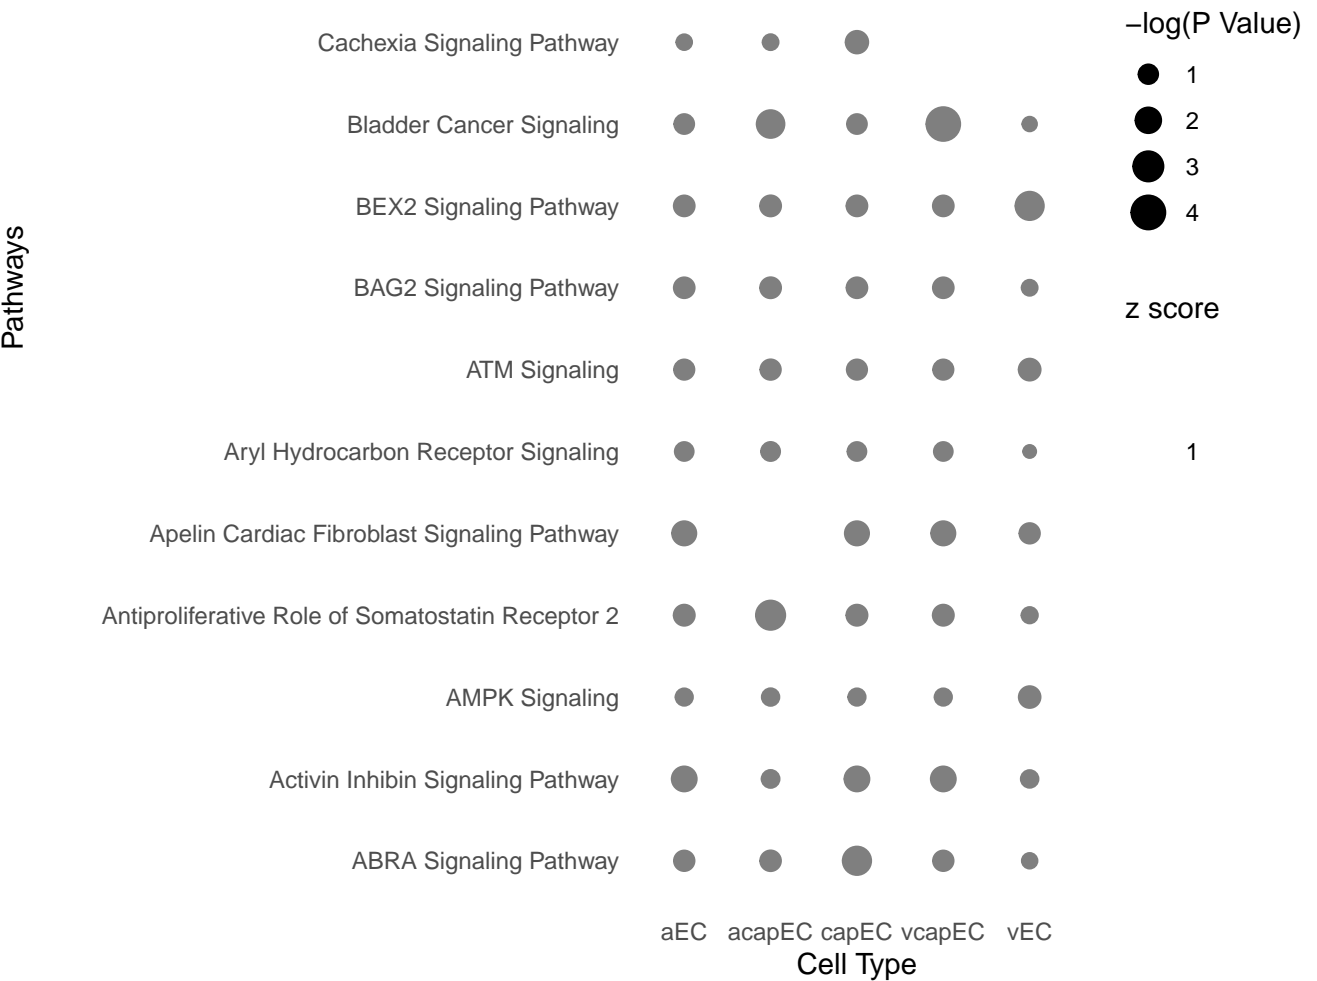 Pathways
Cachexia Signaling Pathway
Bladder Cancer Signaling
BEX2 Signaling Pathway
BAG2 Signaling Pathway
ATM Signaling
Aryl Hydrocarbon Receptor Signaling
Apelin Cardiac Fibroblast Signaling Pathway
Antiproliferative Role of Somatostatin Receptor 2
AMPK Signaling
Activin Inhibin Signaling Pathway
ABRA Signaling Pathway
aEC acapEC capEC vcapEC vEC
Cell Type
−log(P Value)
1
2
3
4
z score
1